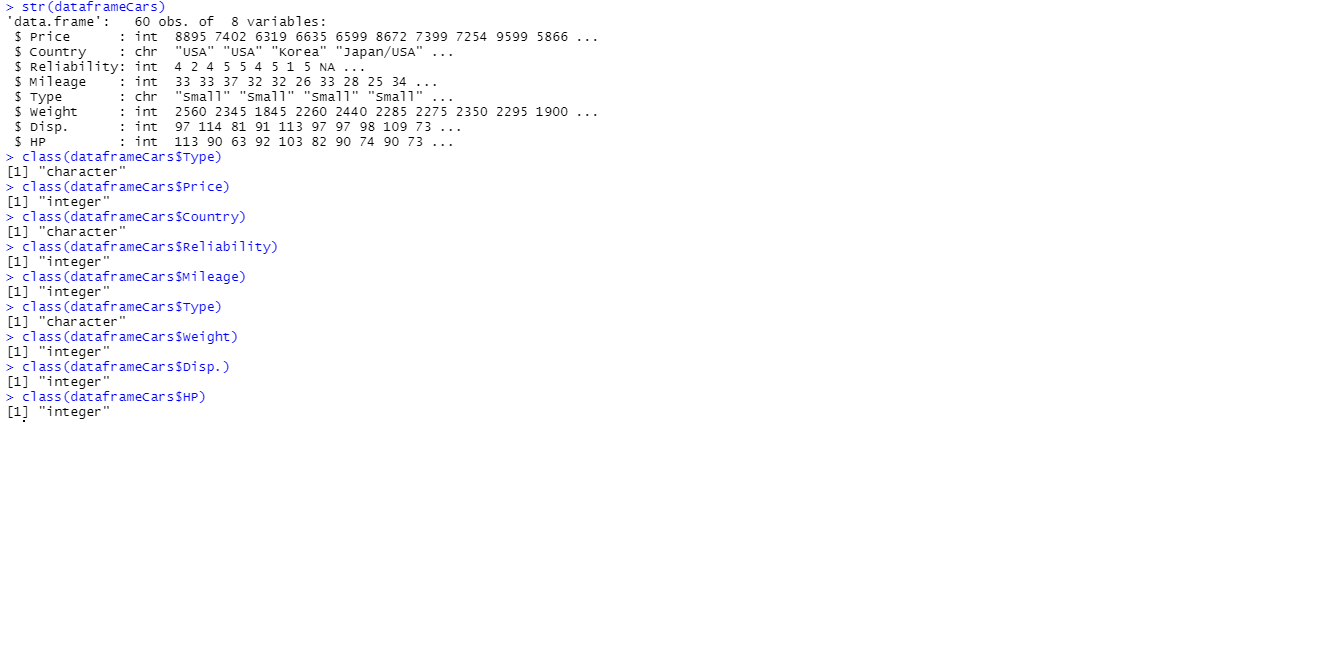 > str(dataframeCars)
'data.frame':   60 obs. of  8 variables:
 $ Price      : int  8895 7402 6319 6635 6599 8672 7399 7254 9599 5866 ...
 $ Country    : chr  "USA" "USA" "Korea" "Japan/USA" ...
 $ Reliability: int  4 2 4 5 5 4 5 1 5 NA ...
 $ Mileage    : int  33 33 37 32 32 26 33 28 25 34 ...
 $ Type       : chr  "Small" "Small" "Small" "Small" ...
 $ Weight     : int  2560 2345 1845 2260 2440 2285 2275 2350 2295 1900 ...
 $ Disp.      : int  97 114 81 91 113 97 97 98 109 73 ...
 $ HP         : int  113 90 63 92 103 82 90 74 90 73 ...
> class(dataframeCars$Type)
[1] "character"
> class(dataframeCars$Price)
[1] "integer"
> class(dataframeCars$Country)
[1] "character"
> class(dataframeCars$Reliability)
[1] "integer"
> class(dataframeCars$Mileage)
[1] "integer"
> class(dataframeCars$Type)
[1] "character"
> class(dataframeCars$Weight)
[1] "integer"
> class(dataframeCars$Disp.)
[1] "integer"
> class(dataframeCars$HP)
[1] "integer"